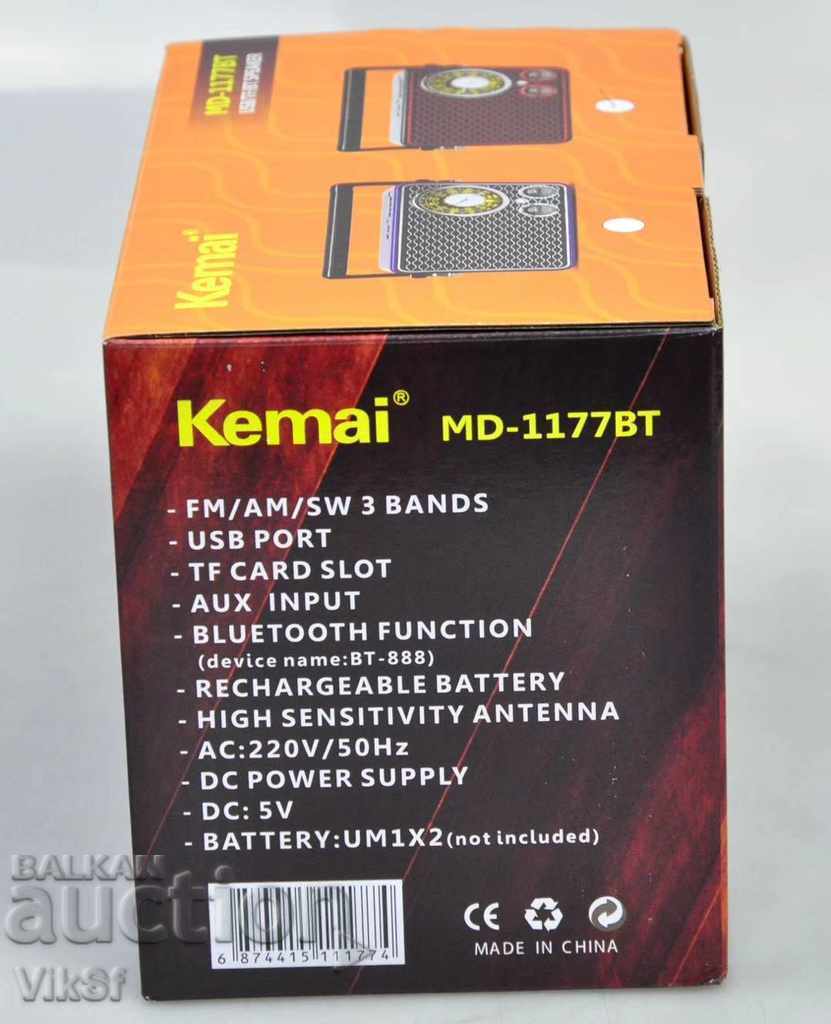 MD-1177BT
USB/TF/BT SPEAKER
Kemai
Kemai® MD-1177BT
- FM/AM/SW 3 BANDS
- USB PORT
- TF CARD SLOT
- AUX INPUT
- BLUETOOTH FUNCTION
(device name:BT-888)
- RECHARGEABLE BATTERY
- HIGH SENSITIVITY ANTENNA
- AC:220V/50Hz
- DC POWER SUPPLY
- DC: 5V
- BATTERY:UM1X2(not included)
6 874415 111774
CE
MADE IN CHINA
BALKAN
auction
VikSf